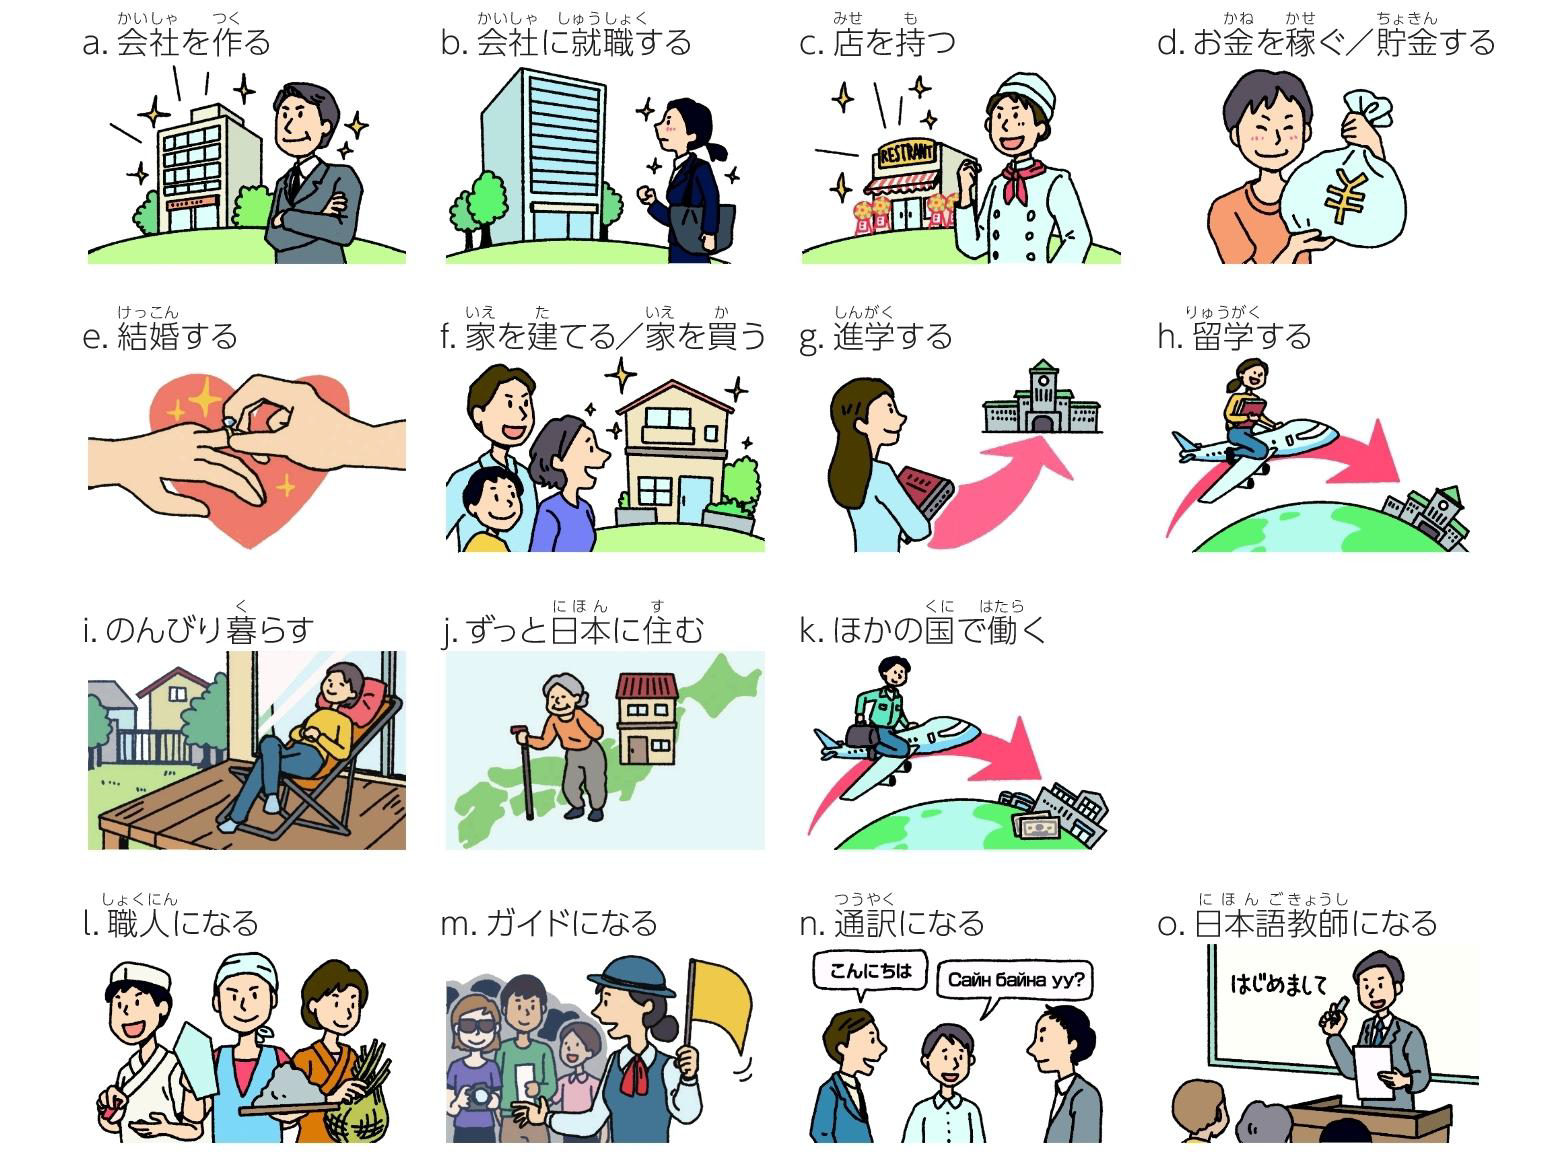 a. 会社を作る
かいしゃ つく
b. 会社に就職する
かいしゃ しゅうしょく
c. 店を持つ
みせ も
d. お金を稼ぐ／貯金する
かね かせ ちょきん
RESTRANT
¥
e. 結婚する
けっこん
f. 家を建てる／家を買う
いえ た いえ か
g. 進学する
しんがく
h. 留学する
りゅうがく
i. のんびり暮らす
く
j. ずっと日本に住む
にほん す
k. ほかの国で働く
くに はたら
l. 職人になる
しょくにん
m. ガイドになる
n. 通訳になる
つうやく
o. 日本語教師になる
にほんごきょうし
こんにちは
Сайн байна уу?
はじめまして